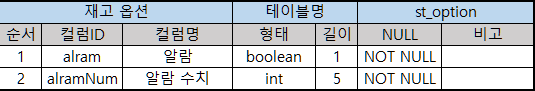 재고 옵션 테이블명 st_option
순서 컬럼ID 컬럼명 형태 길이 NULL 비고
1 alram 알람 boolean 1 NOT NULL
2 alramNum 알람 수치 int 5 NOT NULL